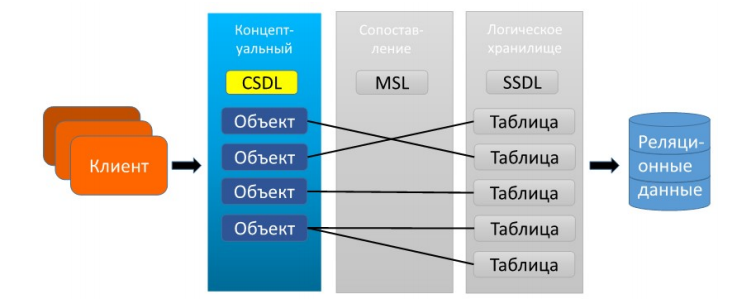 Концепт-
уальный
Сопостав-
ление
Логическое
хранилище
CSDL
MSL
SSDL
Объект
Таблица
Объект
Таблица
Клиент
Объект
Таблица
Объект
Таблица
Таблица
Реляци-
онные
данные